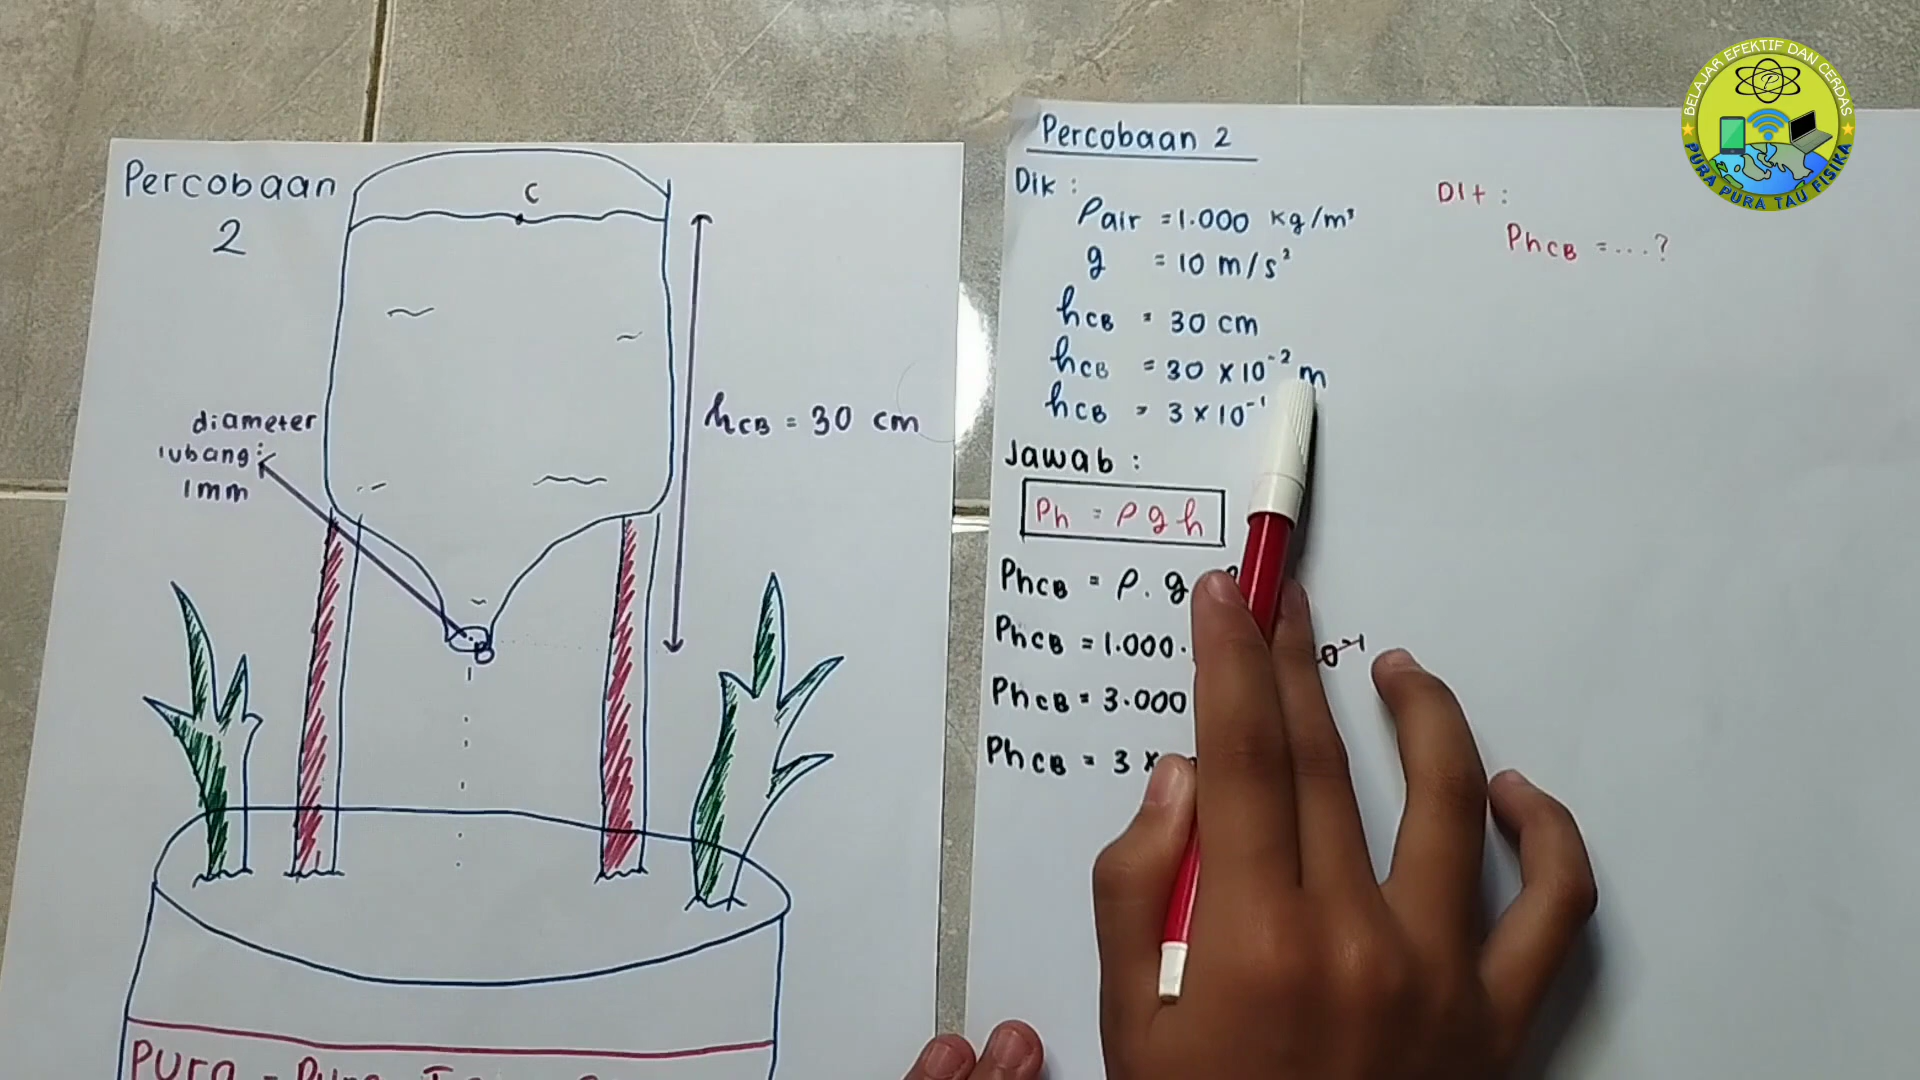 Percobaan
2
C
diameter
lubang :
1mm
hCB = 30 cm
B
Percobaan 2
Dik :
ρair = 1.000 kg/m³
g = 10 m/s²
hCB = 30 cm
hCB = 30 × 10⁻² m
hCB = 3 × 10⁻¹
Dit :
PhCB = ...?
Jawab :
Ph = ρ g h
PhCB = ρ . g
PhCB = 1.000.
PhCB = 3.000
PhCB = 3 ×
BELAJAR EFEKTIF DAN CERDAS
PURA PURA TAU FISIKA
Pura - Pura